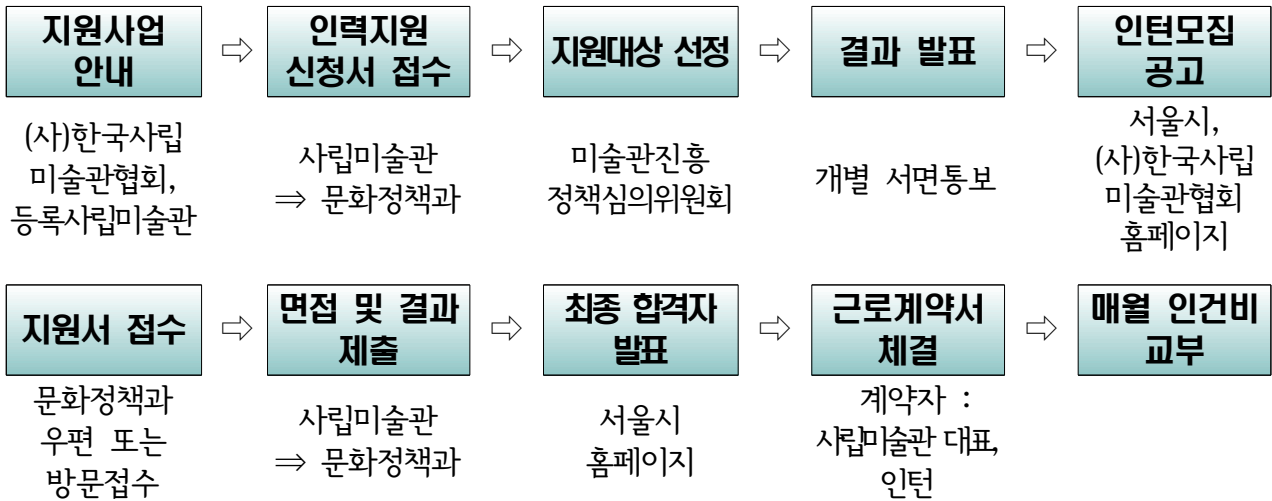 지원사업
안내
⇨
인력지원
신청서 접수
⇨
지원대상 선정
⇨
결과 발표
⇨
인턴모집
공고
(사)한국사립
미술관협회,
등록사립미술관
사립미술관
⇒ 문화정책과
미술관진흥
정책심의위원회
개별 서면통보
서울시,
(사)한국사립
미술관협회
홈페이지
지원서 접수
⇨
면접 및 결과
제출
⇨
최종 합격자
발표
⇨
근로계약서
체결
⇨
매월 인건비
교부
문화정책과
우편 또는
방문접수
사립미술관
⇒ 문화정책과
서울시
홈페이지
계약자 :
사립미술관 대표,
인턴